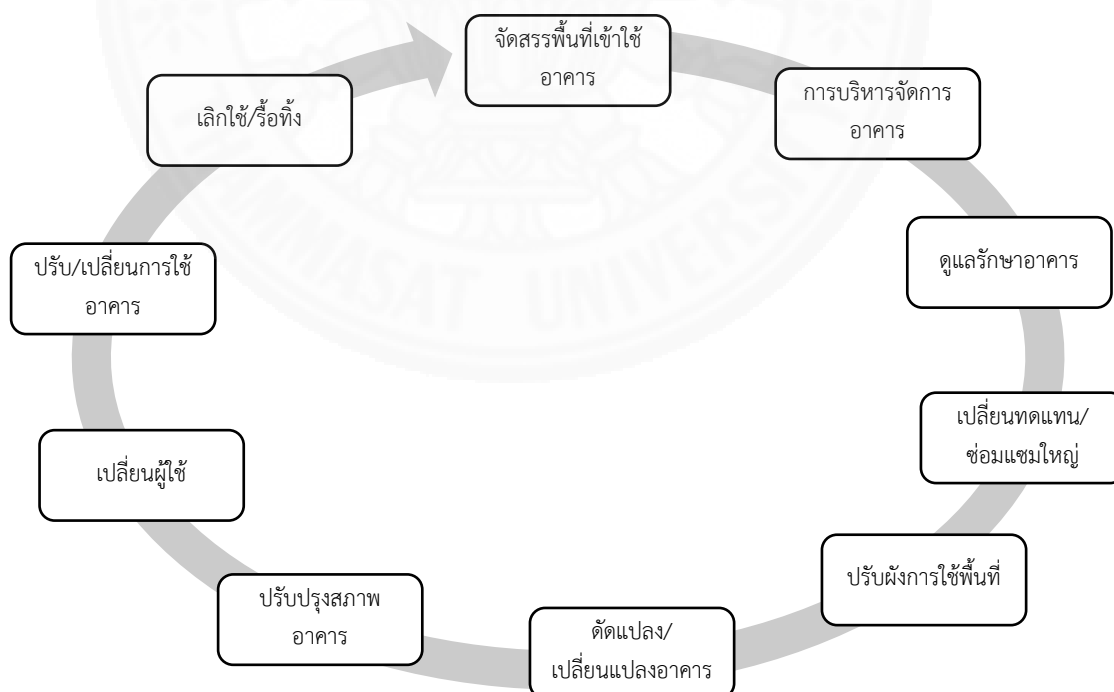 จัดสรรพื้นที่เข้าใช้
อาคาร
การบริหารจัดการ
อาคาร
ดูแลรักษาอาคาร
เปลี่ยนทดแทน/
ซ่อมแซมใหญ่
ปรับผังการใช้พื้นที่
ดัดแปลง/
เปลี่ยนแปลงอาคาร
ปรับปรุงสภาพ
อาคาร
เปลี่ยนผู้ใช้
ปรับ/เปลี่ยนการใช้
อาคาร
เลิกใช้/รื้อทิ้ง
THAMMASAT UNIVERSITY